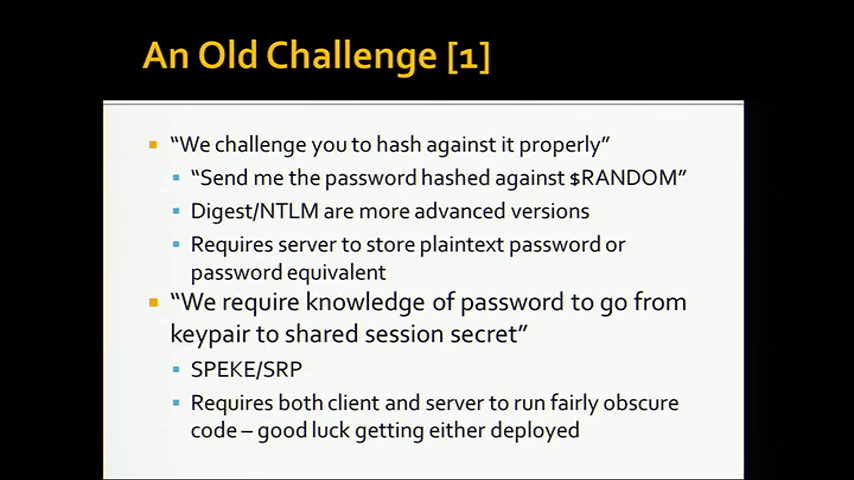 An Old Challenge [1]
“We challenge you to hash against it properly”
“Send me the password hashed against $RANDOM”
Digest/NTLM are more advanced versions
Requires server to store plaintext password or
password equivalent
“We require knowledge of password to go from
keypair to shared session secret”
SPEKE/SRP
Requires both client and server to run fairly obscure
code – good luck getting either deployed